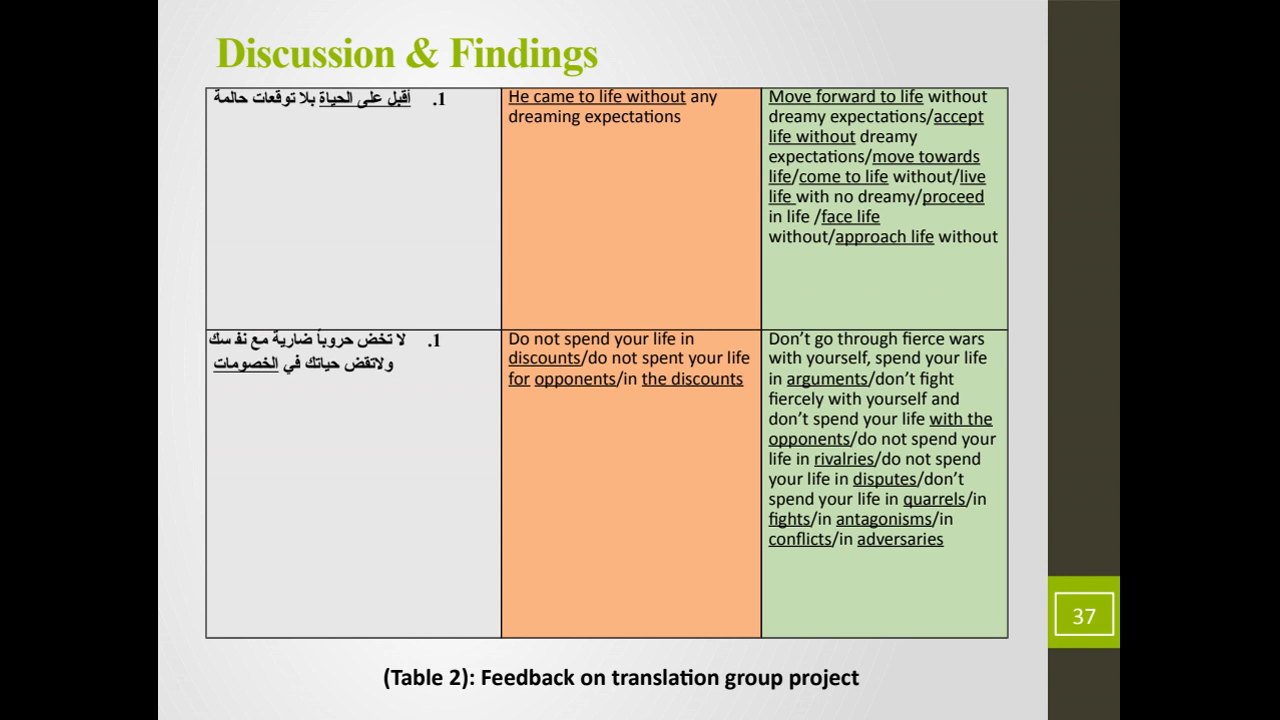 Discussion & Findings
1. أقبل على الحياة بلا توقعات حالمة
He came to life without any
dreaming expectations
Move forward to life without
dreamy expectations/accept
life without dreamy
expectations/move towards
life/come to life without/live
life with no dreamy/proceed
in life /face life
without/approach life without
1. لا تخض حروباً ضارية مع نفسك
ولاتقض حياتك في الخصومات
Do not spend your life in
discounts/do not spent your life
for opponents/in the discounts
Don’t go through fierce wars
with yourself, spend your life
in arguments/don’t fight
fiercely with yourself and
don’t spend your life with the
opponents/do not spend your
life in rivalries/do not spend
your life in disputes/don’t
spend your life in quarrels/in
fights/in antagonisms/in
conflicts/in adversaries
37
(Table 2): Feedback on translation group project